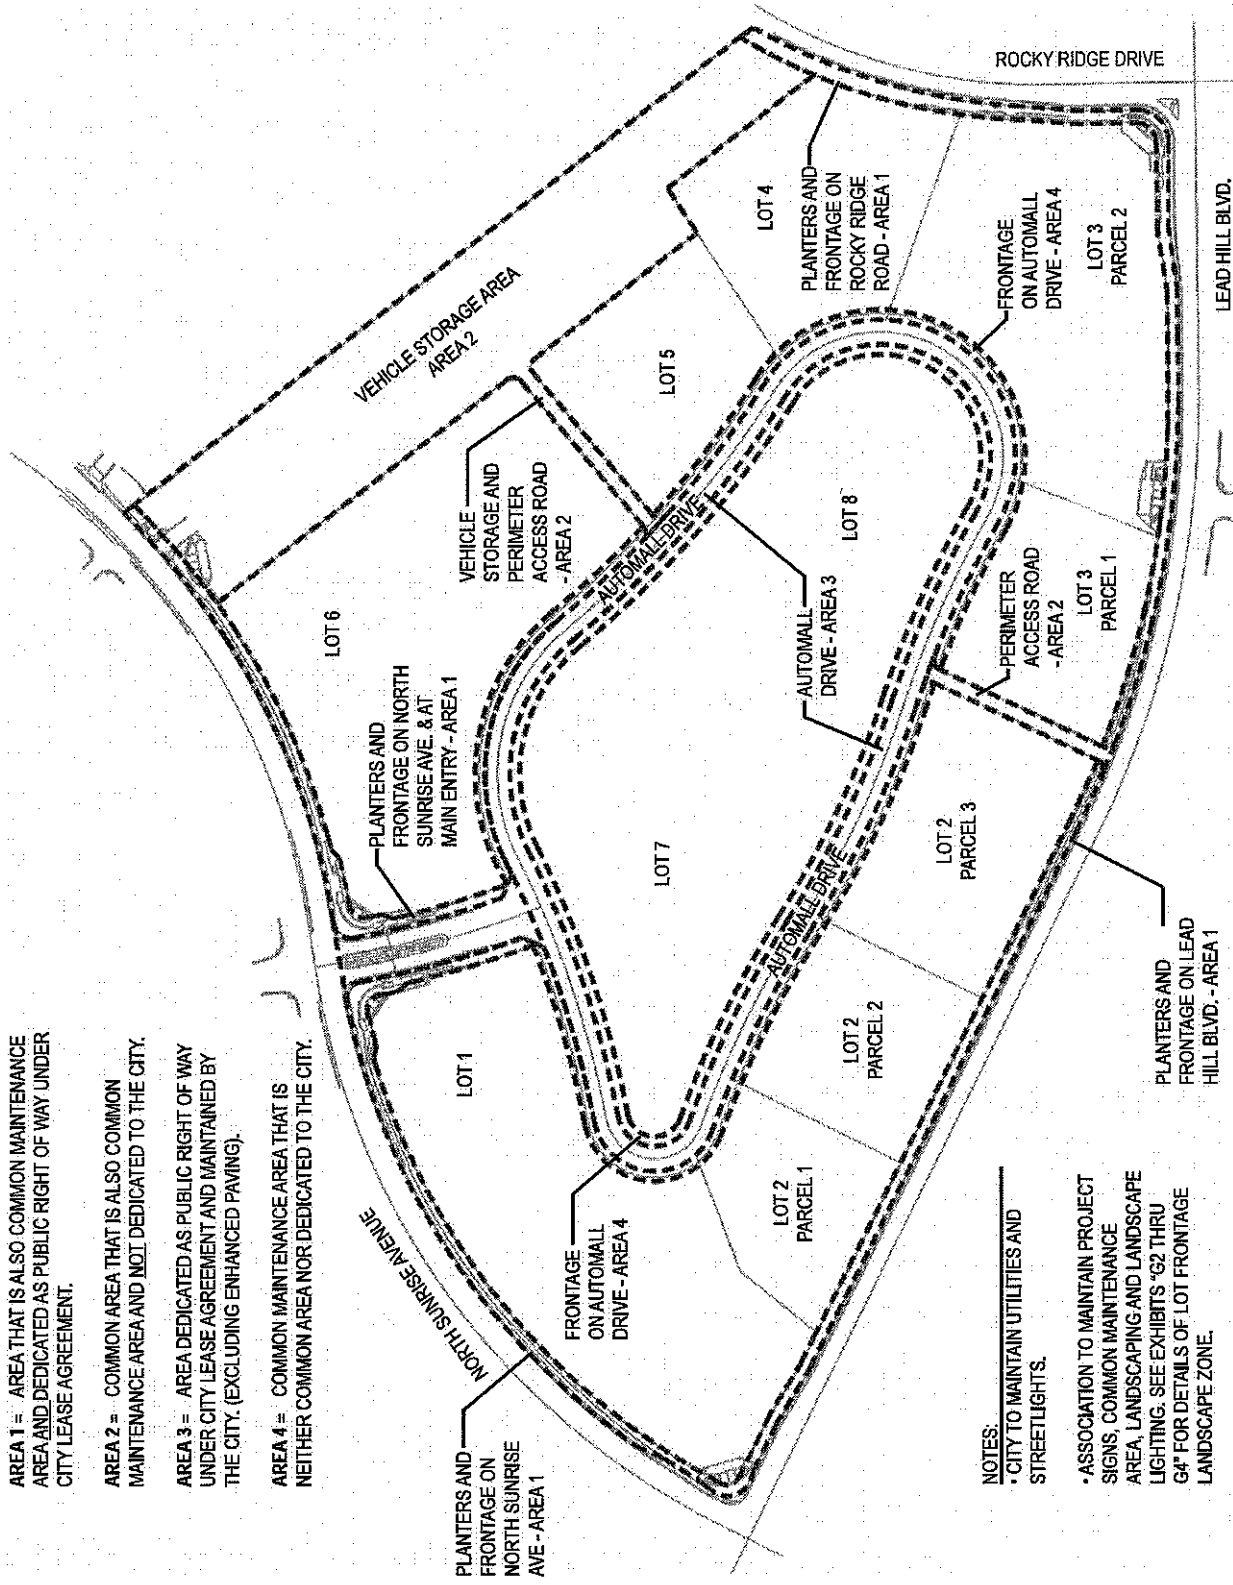 AREA 1 = AREA THAT IS ALSO COMMON MAINTENANCE
AREA AND DEDICATED AS PUBLIC RIGHT OF WAY UNDER
CITY LEASE AGREEMENT.
AREA 2 = COMMON AREA THAT IS ALSO COMMON
MAINTENANCE AREA AND NOT DEDICATED TO THE CITY.
AREA 3 = AREA DEDICATED AS PUBLIC RIGHT OF WAY
UNDER CITY LEASE AGREEMENT AND MAINTAINED BY
THE CITY. (EXCLUDING ENHANCED PAVING).
AREA 4 = COMMON MAINTENANCE AREA THAT IS
NEITHER COMMON AREA NOR DEDICATED TO THE CITY.
PLANTERS AND
FRONTAGE ON
NORTH SUNRISE
AVE - AREA 1
NORTH SUNRISE AVENUE
FRONTAGE
ON AUTOMALL
DRIVE - AREA 4
LOT 1
PLANTERS AND
FRONTAGE ON NORTH
SUNRISE AVE. & AT
MAIN ENTRY - AREA 1
LOT 6
VEHICLE
STORAGE AND
PERIMETER
ACCESS ROAD
- AREA 2
VEHICLE STORAGE AREA
AREA 2
AUTOMALL DRIVE
LOT 5
LOT 4
PLANTERS AND
FRONTAGE ON
ROCKY RIDGE
ROAD - AREA 1
ROCKY RIDGE DRIVE
LOT 7
LOT 8
AUTOMALL
DRIVE - AREA 3
FRONTAGE
ON AUTOMALL
DRIVE - AREA 4
LOT 3
PARCEL 2
LEAD HILL BLVD.
LOT 2
PARCEL 1
LOT 2
PARCEL 2
AUTOMALL DRIVE
LOT 2
PARCEL 3
PERIMETER
ACCESS ROAD
- AREA 2
LOT 3
PARCEL 1
PLANTERS AND
FRONTAGE ON LEAD
HILL BLVD. - AREA 1
NOTES:
• CITY TO MAINTAIN UTILITIES AND
STREETLIGHTS.
• ASSOCIATION TO MAINTAIN PROJECT
SIGNS, COMMON MAINTENANCE
AREA, LANDSCAPING AND LANDSCAPE
LIGHTING. SEE EXHIBITS "G2 THRU
G4" FOR DETAILS OF LOT FRONTAGE
LANDSCAPE ZONE.